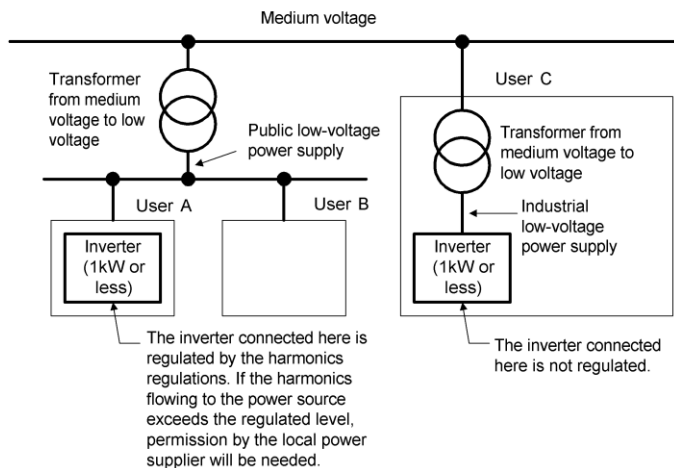 Medium voltage
Transformer
from medium
voltage to low
voltage
Public low-voltage
power supply
User C
Transformer from
medium voltage to
low voltage
User A
User B
Industrial
low-voltage
power supply
Inverter
(1kW or
less)
Inverter
(1kW or
less)
The inverter connected here is
regulated by the harmonics
regulations. If the harmonics
flowing to the power source
exceeds the regulated level,
permission by the local power
supplier will be needed.
The inverter connected
here is not regulated.